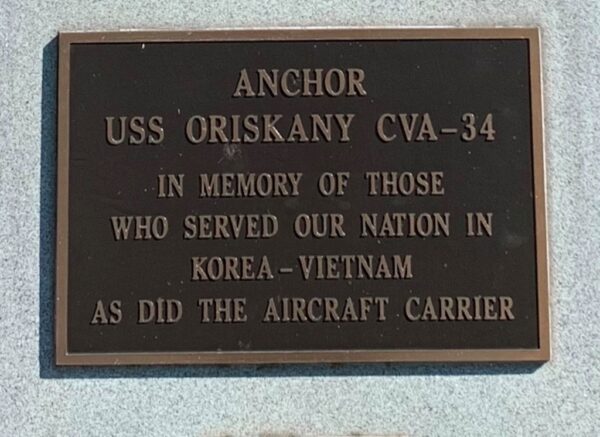 ANCHOR
USS ORISKANY CVA-34
IN MEMORY OF THOSE
WHO SERVED OUR NATION IN
KOREA-VIETNAM
AS DID THE AIRCRAFT CARRIER